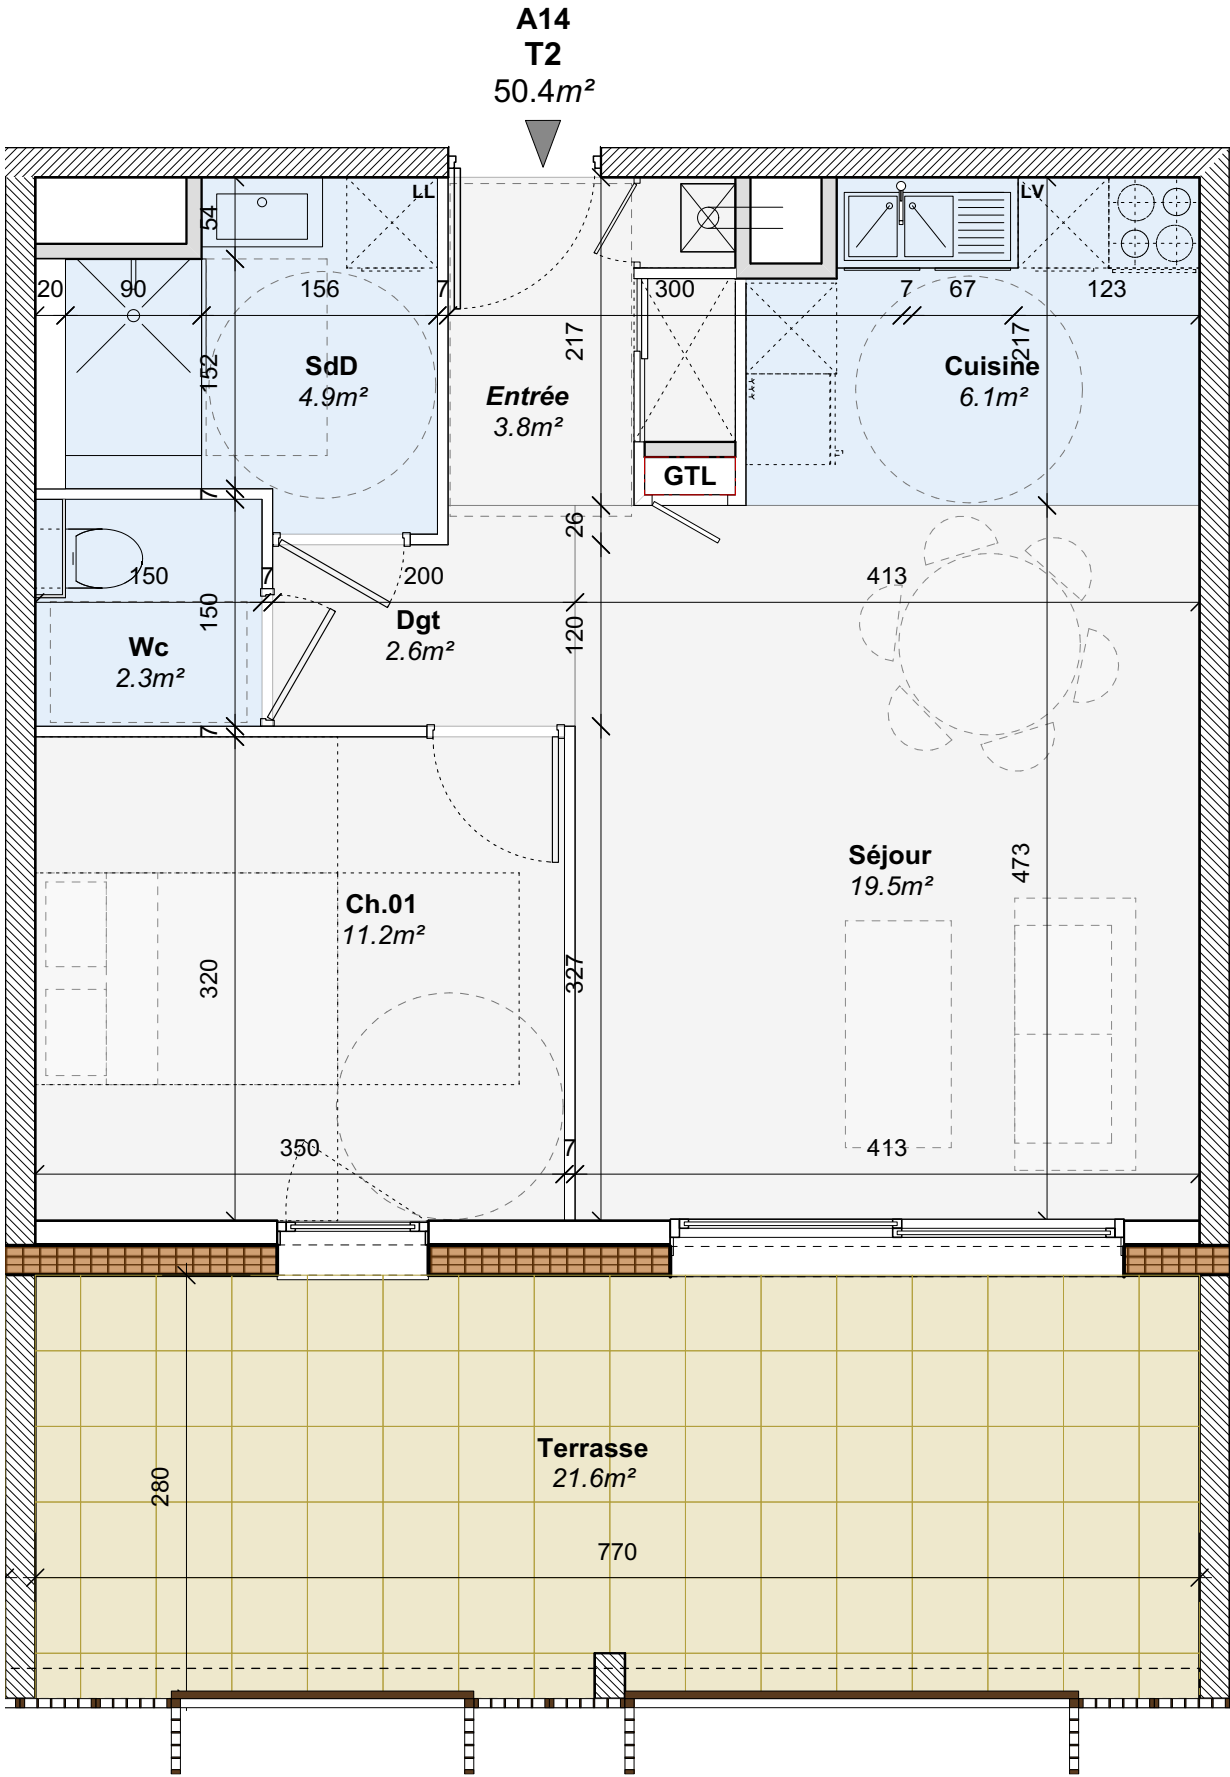 A14
T2
50.4m²
LL
LV
54
20
90
156
7
300
7
67
123
217
217
152
SdD
4.9m²
Entrée
3.8m²
Cuisine
6.1m²
GTL
7
26
150
7
200
413
150
120
Dgt
2.6m²
Wc
2.3m²
7
Séjour
19.5m²
473
Ch.01
11.2m²
320
327
350
7
413
Terrasse
21.6m²
280
770